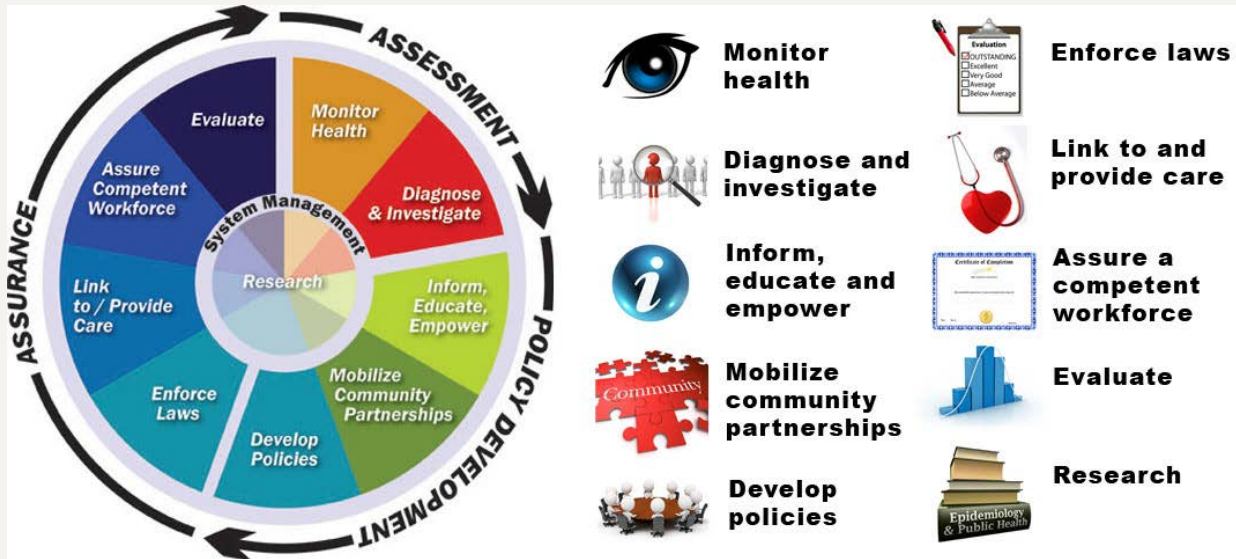 ASSESSMENT
POLICY DEVELOPMENT
ASSURANCE
Evaluate
Monitor
Health
Assure
Competent
Workforce
Diagnose
& Investigate
System Management
Research
Link
to / Provide
Care
Inform,
Educate,
Empower
Enforce
Laws
Mobilize
Community
Partnerships
Develop
Policies
Monitor
health
Diagnose and
investigate
i
Inform,
educate and
empower
Community
Mobilize
community
partnerships
Develop
policies
Evaluation
OUTSTANDING
Excellent
Very Good
Average
Below Average
Enforce laws
Link to and
provide care
Certificate of Completion
Assure a
competent
workforce
Evaluate
Epidemiology
& Public Health
Research